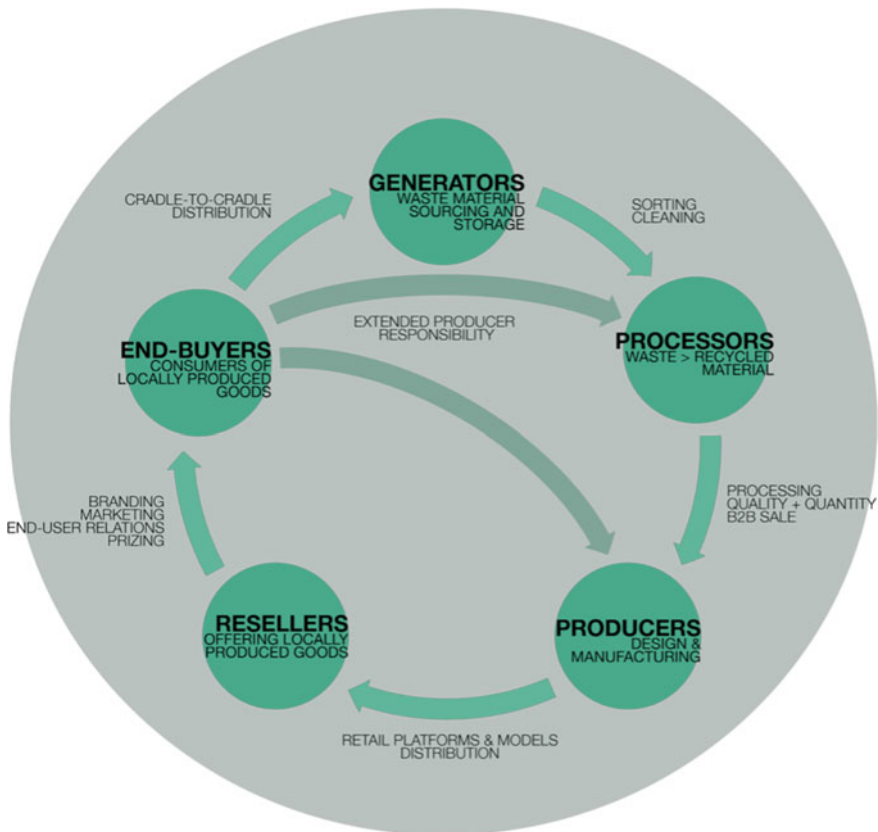 GENERATORS
WASTE MATERIAL
SOURCING AND
STORAGE
CRADLE-TO-CRADLE
DISTRIBUTION
SORTING
CLEANING
EXTENDED PRODUCER
RESPONSIBILITY
END-BUYERS
CONSUMERS OF
LOCALLY PRODUCED
GOODS
PROCESSORS
WASTE > RECYCLED
MATERIAL
BRANDING
MARKETING
END-USER RELATIONS
PRIZING
PROCESSING
QUALITY + QUANTITY
B2B SALE
RESELLERS
OFFERING LOCALLY
PRODUCED GOODS
PRODUCERS
DESIGN &
MANUFACTURING
RETAIL PLATFORMS & MODELS
DISTRIBUTION